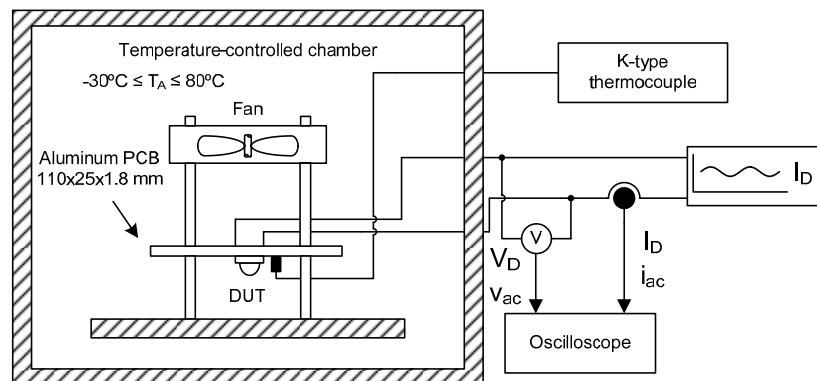 Temperature-controlled chamber
-30ºC ≤ T_A ≤ 80ºC
Fan
Aluminum PCB
110x25x1.8 mm
DUT
K-type
thermocouple
I_D
V
V_D
v_ac
I_D
i_ac
Oscilloscope